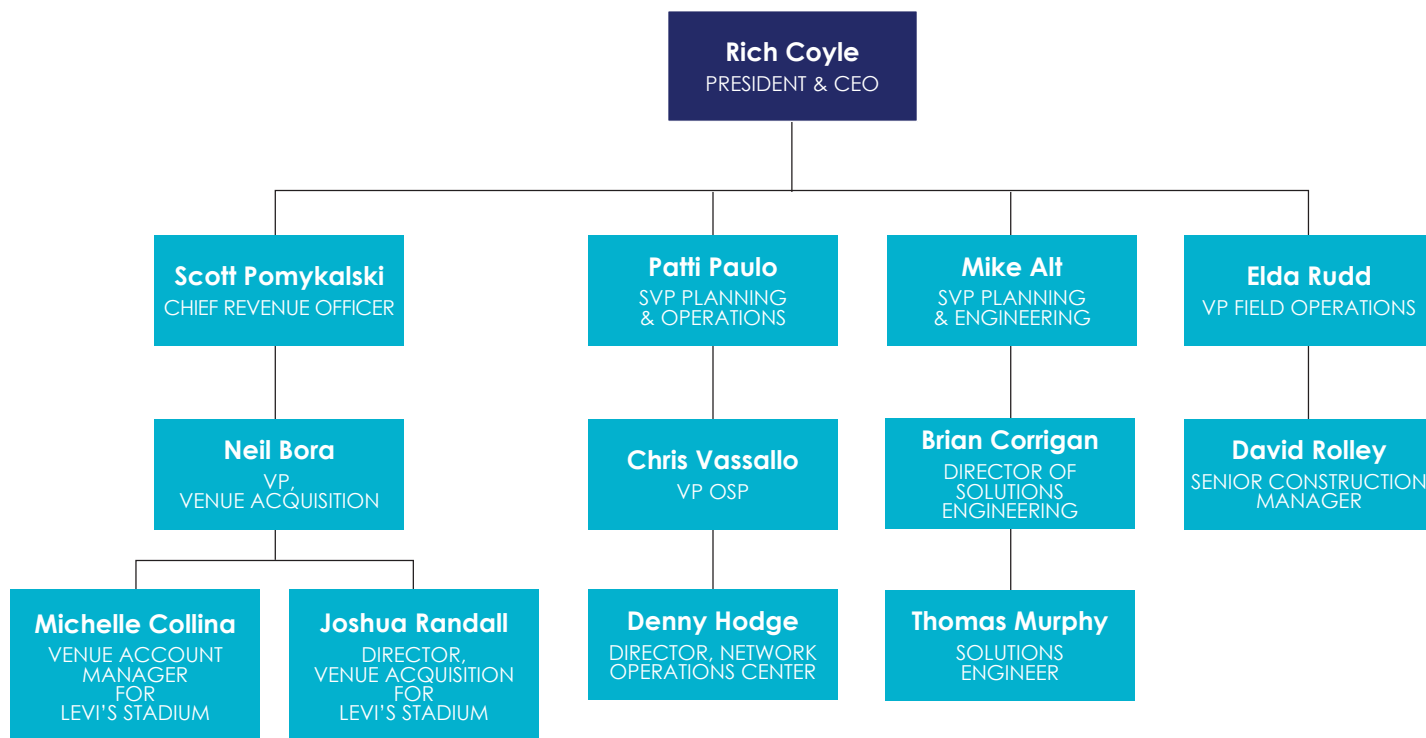 Rich Coyle
PRESIDENT & CEO
Scott Pomykalski
CHIEF REVENUE OFFICER
Patti Paulo
SVP PLANNING
& OPERATIONS
Mike Alt
SVP PLANNING
& ENGINEERING
Elda Rudd
VP FIELD OPERATIONS
Neil Bora
VP,
VENUE ACQUISITION
Chris Vassallo
VP OSP
Brian Corrigan
DIRECTOR OF
SOLUTIONS
ENGINEERING
David Rolley
SENIOR CONSTRUCTION
MANAGER
Michelle Collina
VENUE ACCOUNT
MANAGER
FOR
LEVI’S STADIUM
Joshua Randall
DIRECTOR,
VENUE ACQUISITION
FOR
LEVI’S STADIUM
Denny Hodge
DIRECTOR, NETWORK
OPERATIONS CENTER
Thomas Murphy
SOLUTIONS
ENGINEER